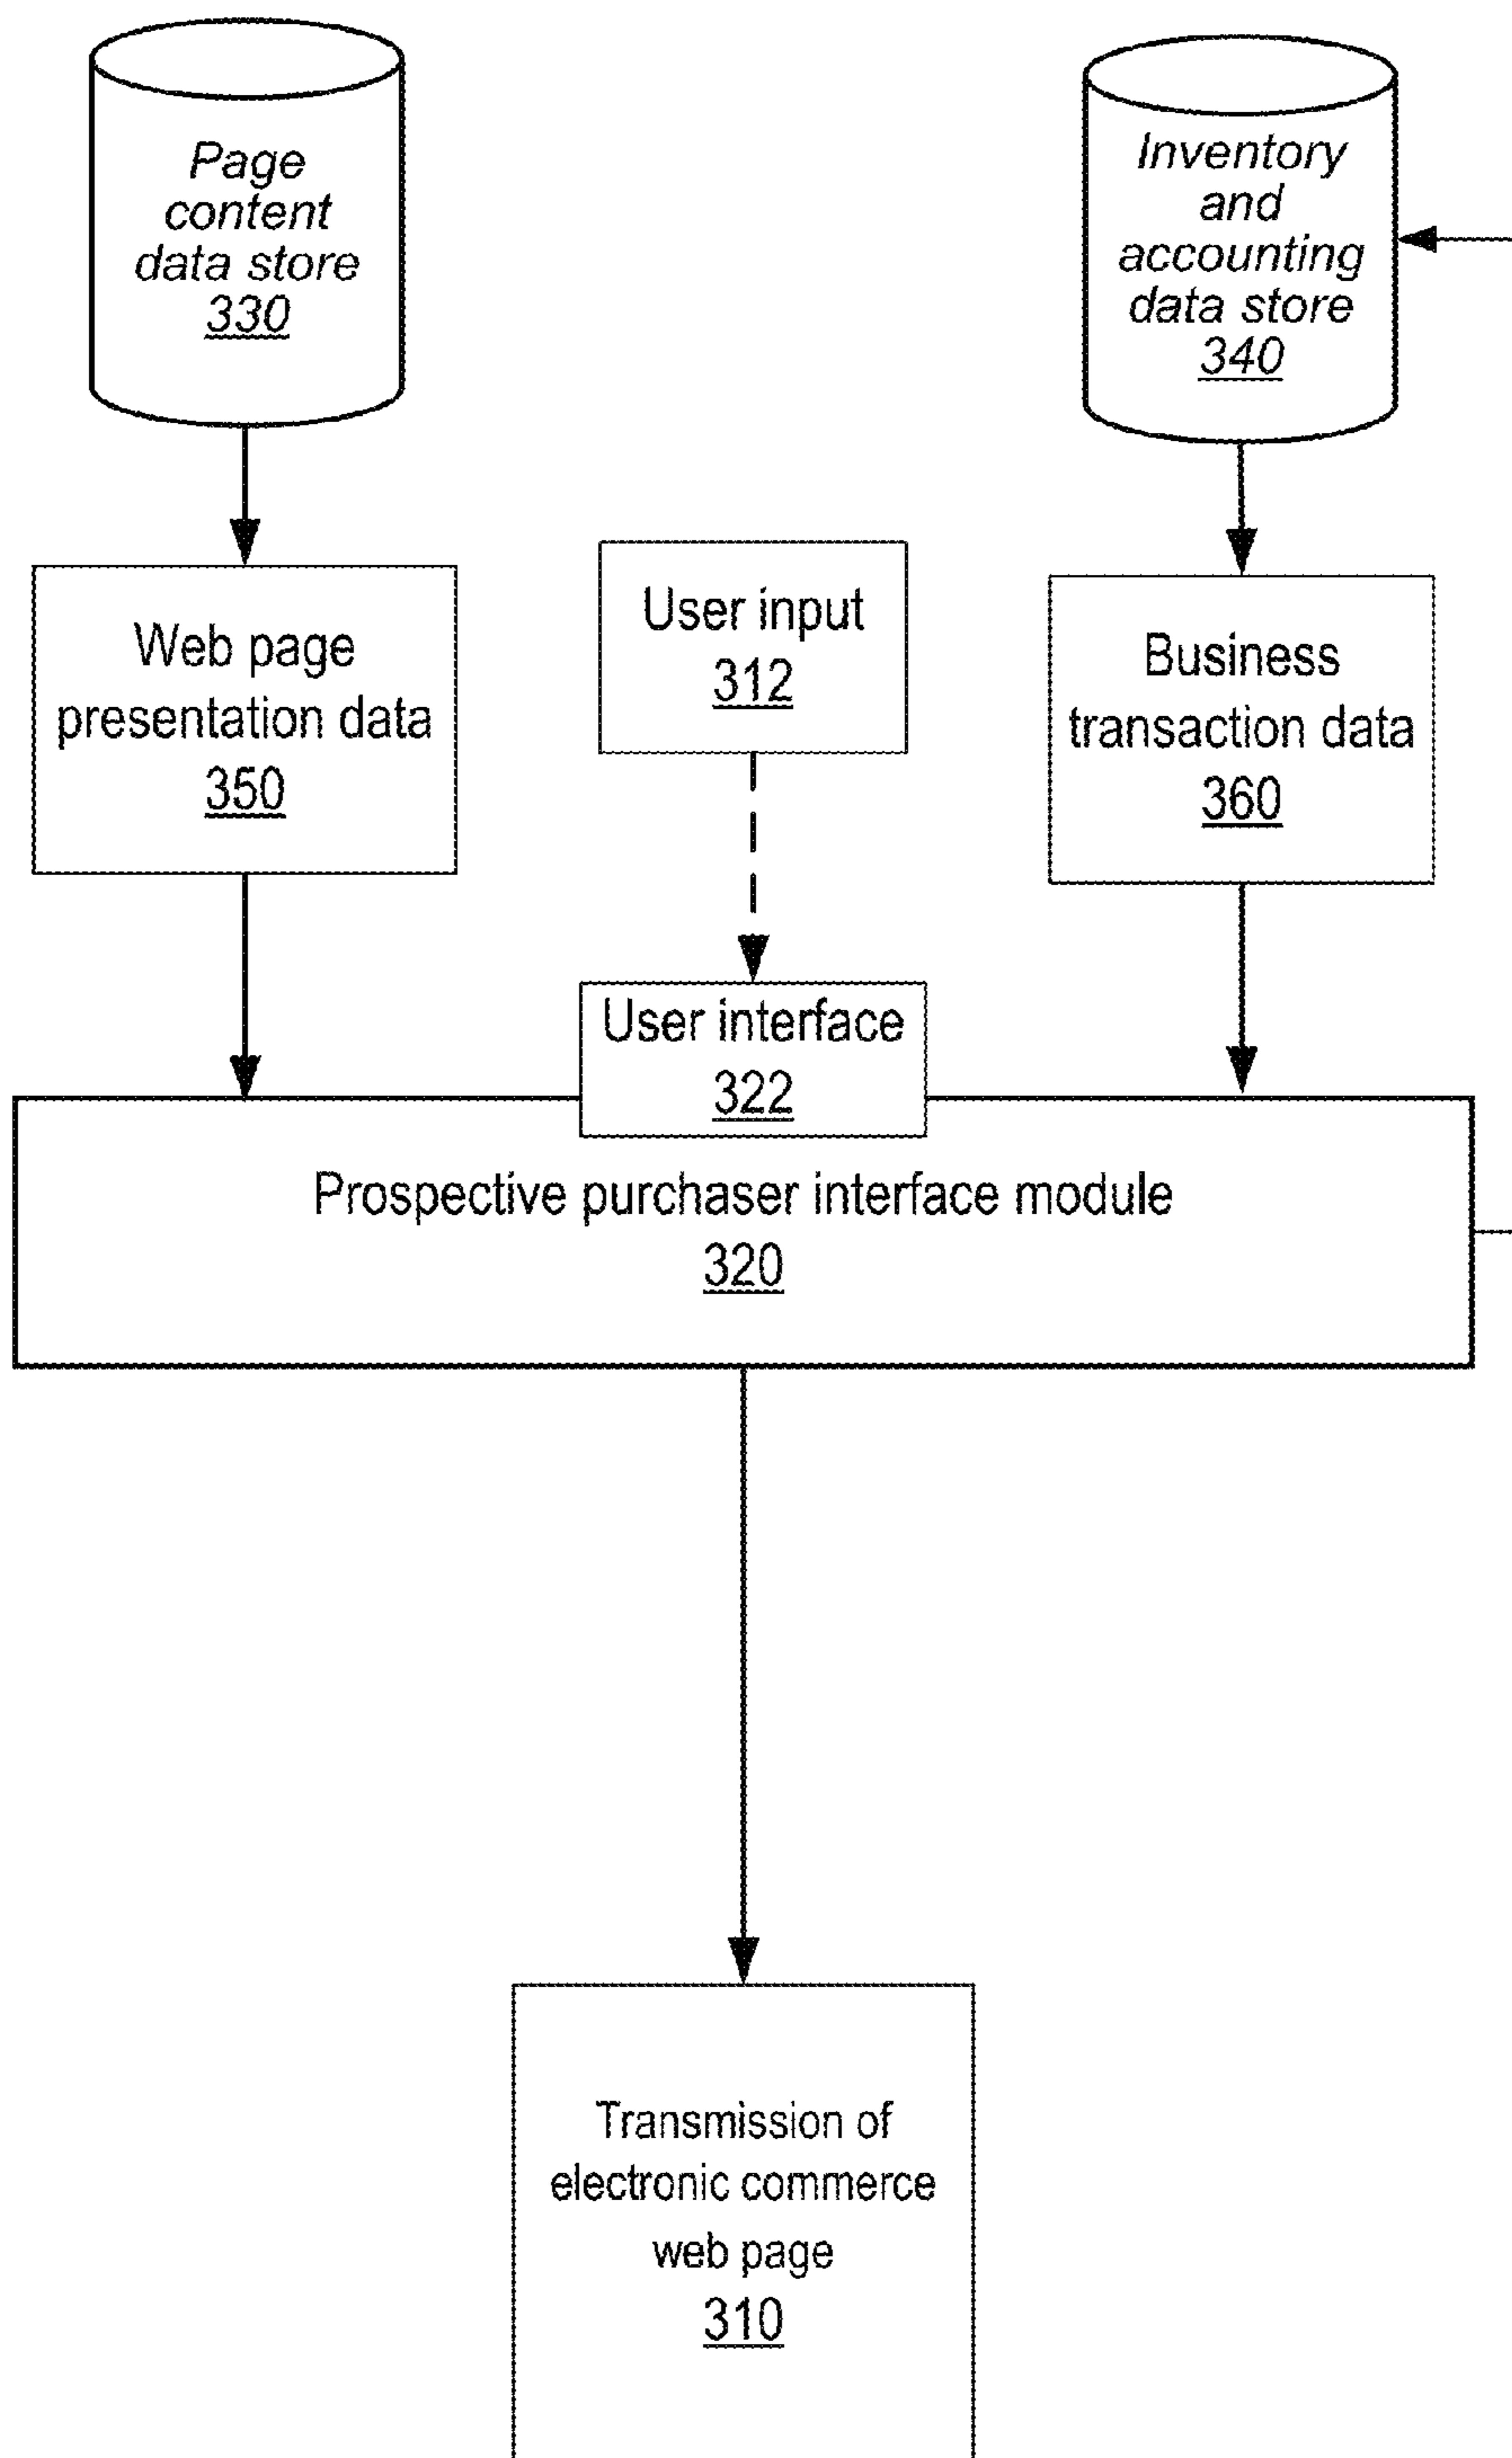 Page
content
data store
330
Inventory
and
accounting
data store
340
Web page
presentation data
350
User input
312
Business
transaction data
360
User interface
322
Prospective purchaser interface module
320
Transmission of
electronic commerce
web page
310